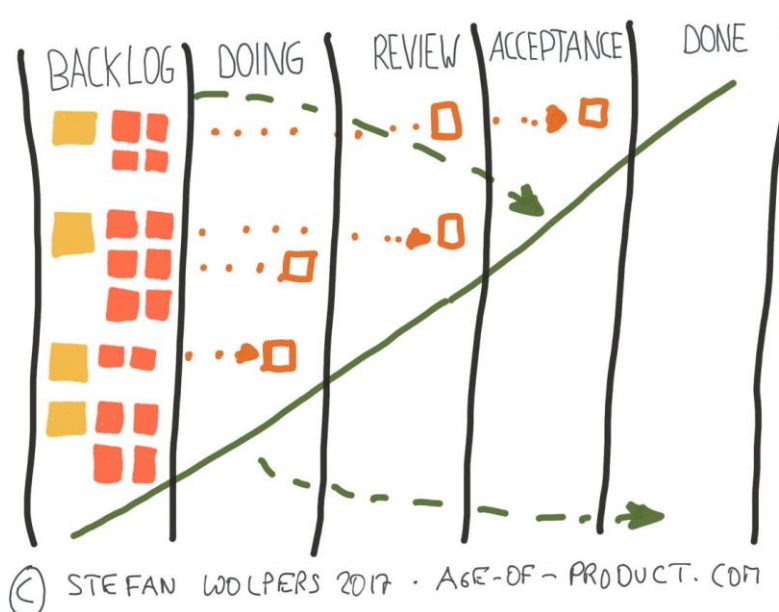 BACKLOG DOING REVIEW ACCEPTANCE DONE
© STEFAN WOLPERS 2017 · AGE-OF-PRODUCT.COM